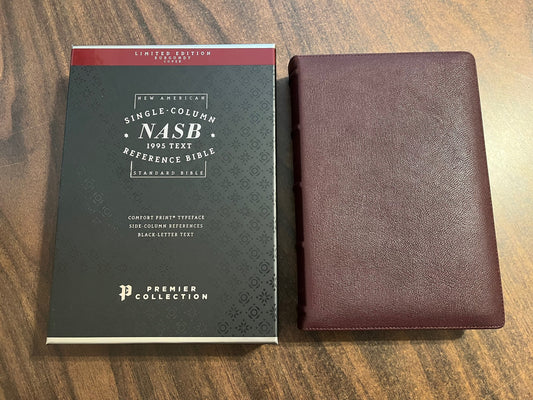 LIMITED EDITION
BURGUNDY
NEW AMERICAN
SINGLE-COLUMN
NASB
1995 TEXT
REFERENCE BIBLE
STANDARD BIBLE
COMFORT PRINT® TYPEFACE
SIDE-COLUMN REFERENCES
BLACK-LETTER TEXT
P PREMIER
COLLECTION